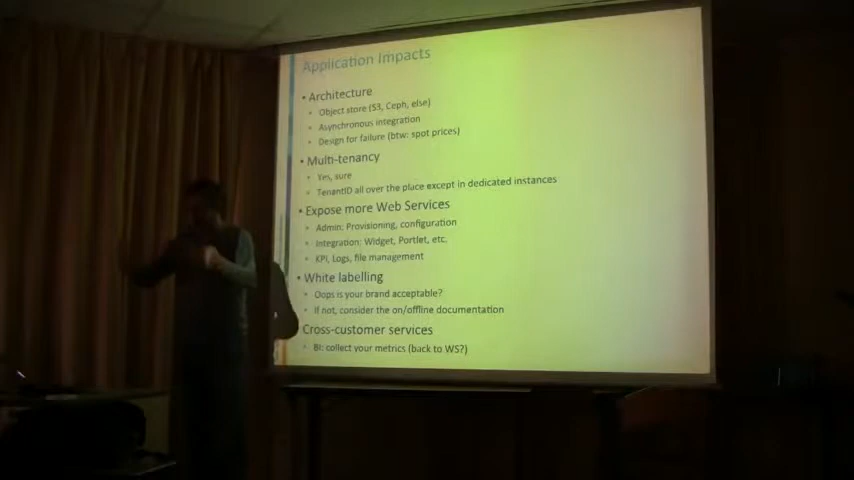 Application Impacts
• Architecture
• Object store (S3, Ceph, else)
• Asynchronous integration
• Design for failure (btw: spot prices)
• Multi-tenancy
• Yes, sure
• TenantID all over the place except in dedicated instances
• Expose more Web Services
• Admin: Provisioning, configuration
• Integration: Widget, Portlet, etc.
• KPI, Logs, file management
• White labelling
• Oops is your brand acceptable?
• If not, consider the on/offline documentation
Cross-customer services
• BI: collect your metrics (back to WS?)